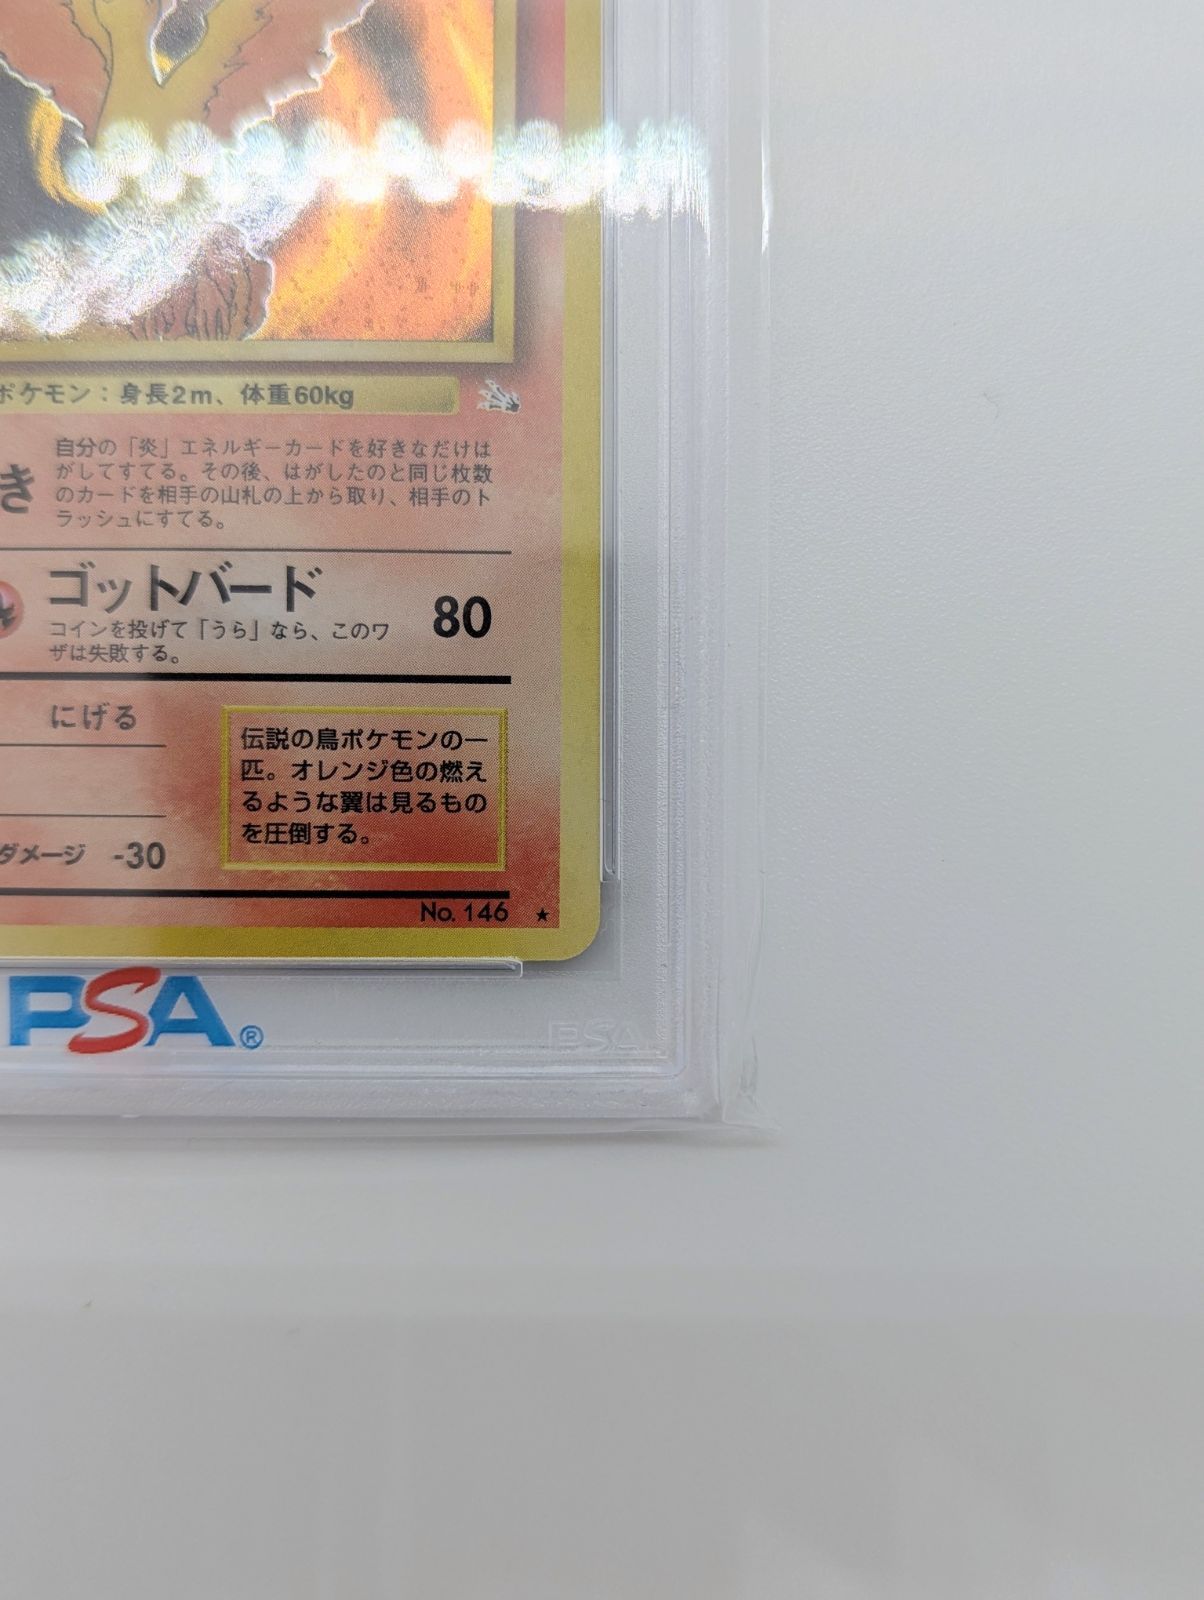 ポケモン：身長2m、体重60kg
き
自分の「炎」エネルギーカードを好きなだけは
がしてすてる。その後、はがしたのと同じ枚数
のカードを相手の山札の上から取り、相手のト
ラッシュにすてる。
ゴットバード
80
コインを投げて「うら」なら、このワ
ザは失敗する。
にげる
伝説の鳥ポケモンの一
匹。オレンジ色の燃え
るような翼は見るもの
を圧倒する。
ダメージ -30
No. 146 ★
PSA®
PSA